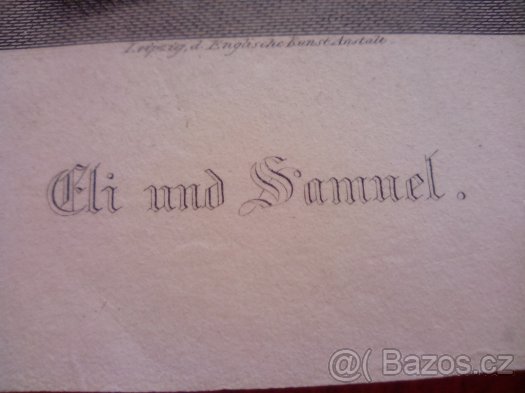 Leipzig, d. Englische Kunst Anstalt
Eli und Samuel.
@( Bazos.cz